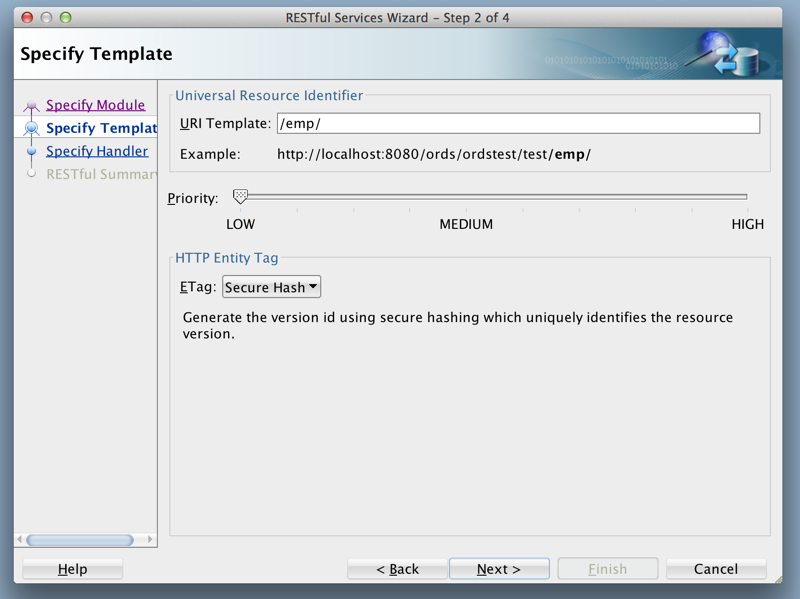 RESTful Services Wizard - Step 2 of 4
Specify Template
Specify Module
Specify Templat
Specify Handler
RESTful Summar
Universal Resource Identifier
URI Template: /emp/
Example: http://localhost:8080/ords/ordstest/test/emp/
Priority:
LOW MEDIUM HIGH
HTTP Entity Tag
ETag: Secure Hash
Generate the version id using secure hashing which uniquely identifies the resource
version.
Help < Back Next > Finish Cancel